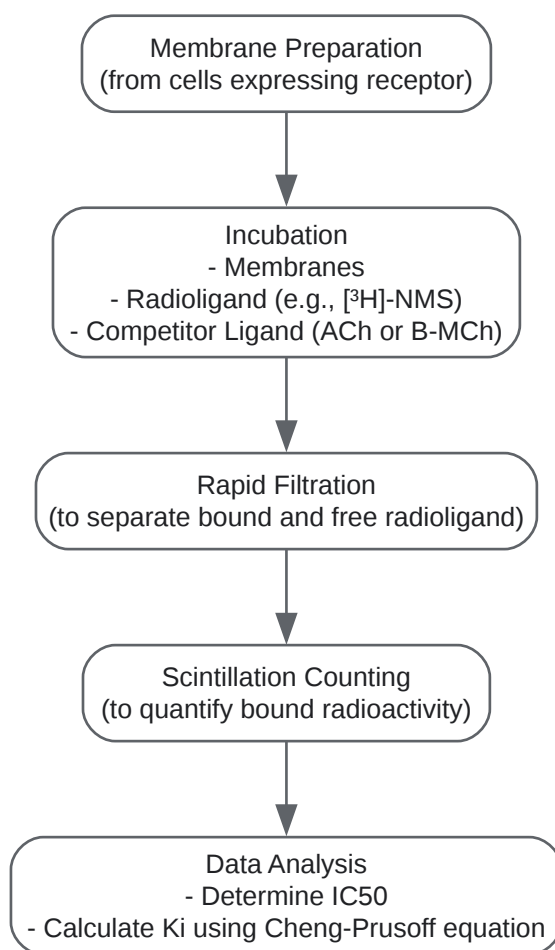 Membrane Preparation
(from cells expressing receptor)
Incubation
- Membranes
- Radioligand (e.g., [³H]-NMS)
- Competitor Ligand (ACh or B-MCh)
Rapid Filtration
(to separate bound and free radioligand)
Scintillation Counting
(to quantify bound radioactivity)
Data Analysis
- Determine IC50
- Calculate Ki using Cheng-Prusoff equation